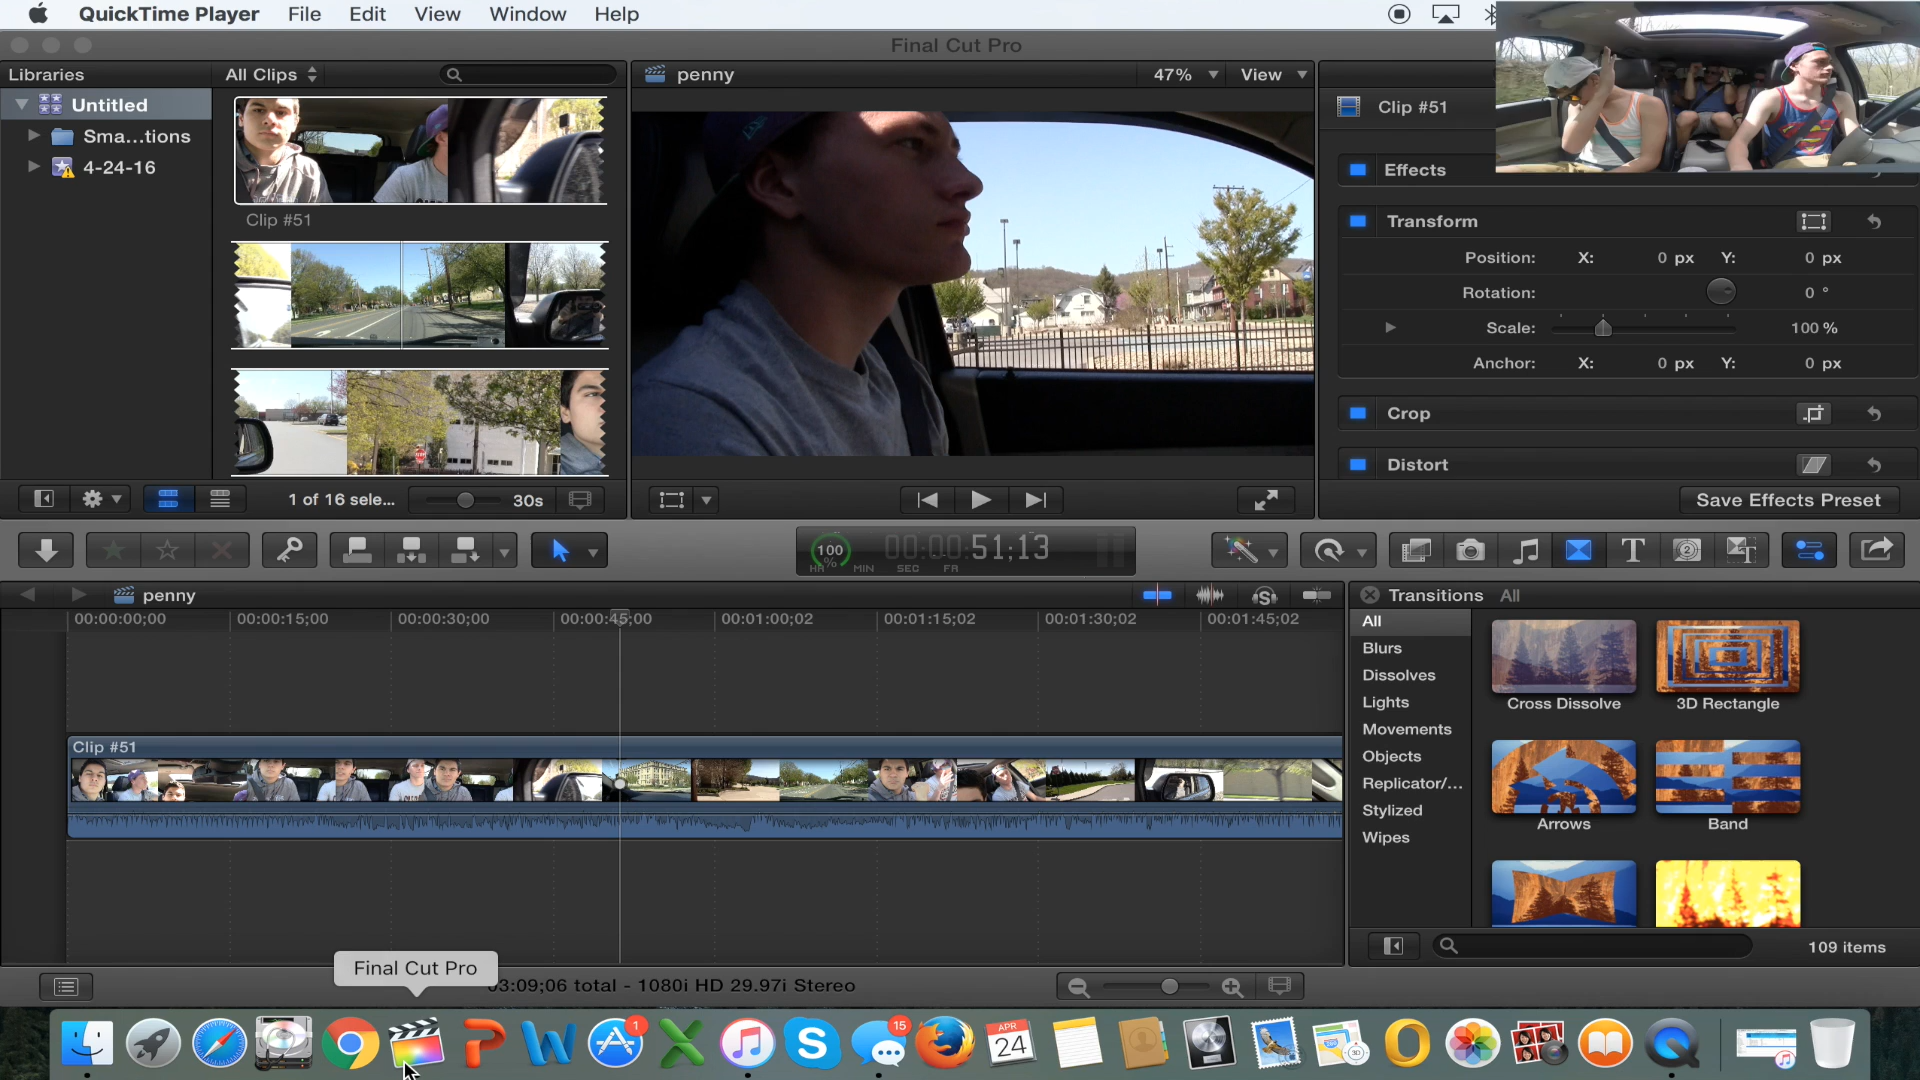 QuickTime Player File Edit View Window Help
Final Cut Pro
Libraries
All Clips
penny
47%
View
Untitled
Sma...tions
4-24-16
Clip #51
Clip #51
Effects
Transform
Position: X: 0 px Y: 0 px
Rotation: 0 °
Scale: 100 %
Anchor: X: 0 px Y: 0 px
Crop
Distort
1 of 16 sele...
30s
Save Effects Preset
100 %
00:00:51;13
HR MIN SEC FR
penny
00:00:00;00 00:00:15;00 00:00:30;00 00:00:45;00 00:01:00;02 00:01:15;02 00:01:30;02 00:01:45;02
Clip #51
Transitions All
All
Blurs
Dissolves
Lights
Movements
Objects
Replicator/...
Stylized
Wipes
Cross Dissolve
3D Rectangle
Arrows
Band
109 items
Final Cut Pro
03:09;06 total - 1080i HD 29.97i Stereo
1
15
APR
24
3D